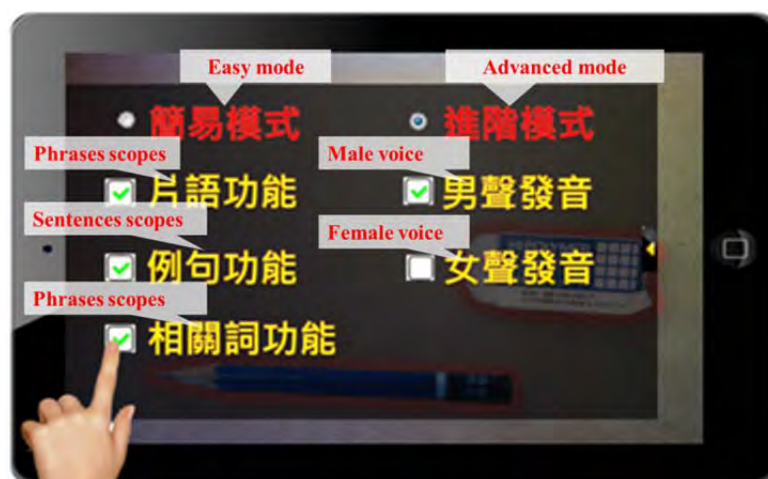 Easy mode Advanced mode
簡易模式 進階模式
Phrases scopes Male voice
片語功能 男聲發音
Sentences scopes Female voice
例句功能 女聲發音
Phrases scopes
相關詞功能